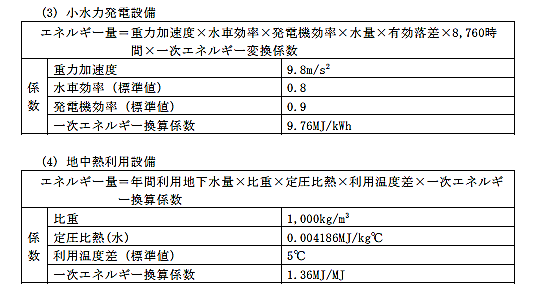 (3) 小水力発電設備
エネルギー量＝重力加速度×水車効率×発電機効率×水量×有効落差×8,760時
間×一次エネルギー変換係数
係数
重力加速度 9.8m/s²
水車効率（標準値） 0.8
発電機効率（標準値） 0.9
一次エネルギー換算係数 9.76MJ/kWh
(4) 地中熱利用設備
エネルギー量＝年間利用地下水量×比重×定圧比熱×利用温度差×一次エネルギ
ー換算係数
係数
比重 1,000kg/m³
定圧比熱(水) 0.004186MJ/kg℃
利用温度差（標準値） 5℃
一次エネルギー換算係数 1.36MJ/MJ